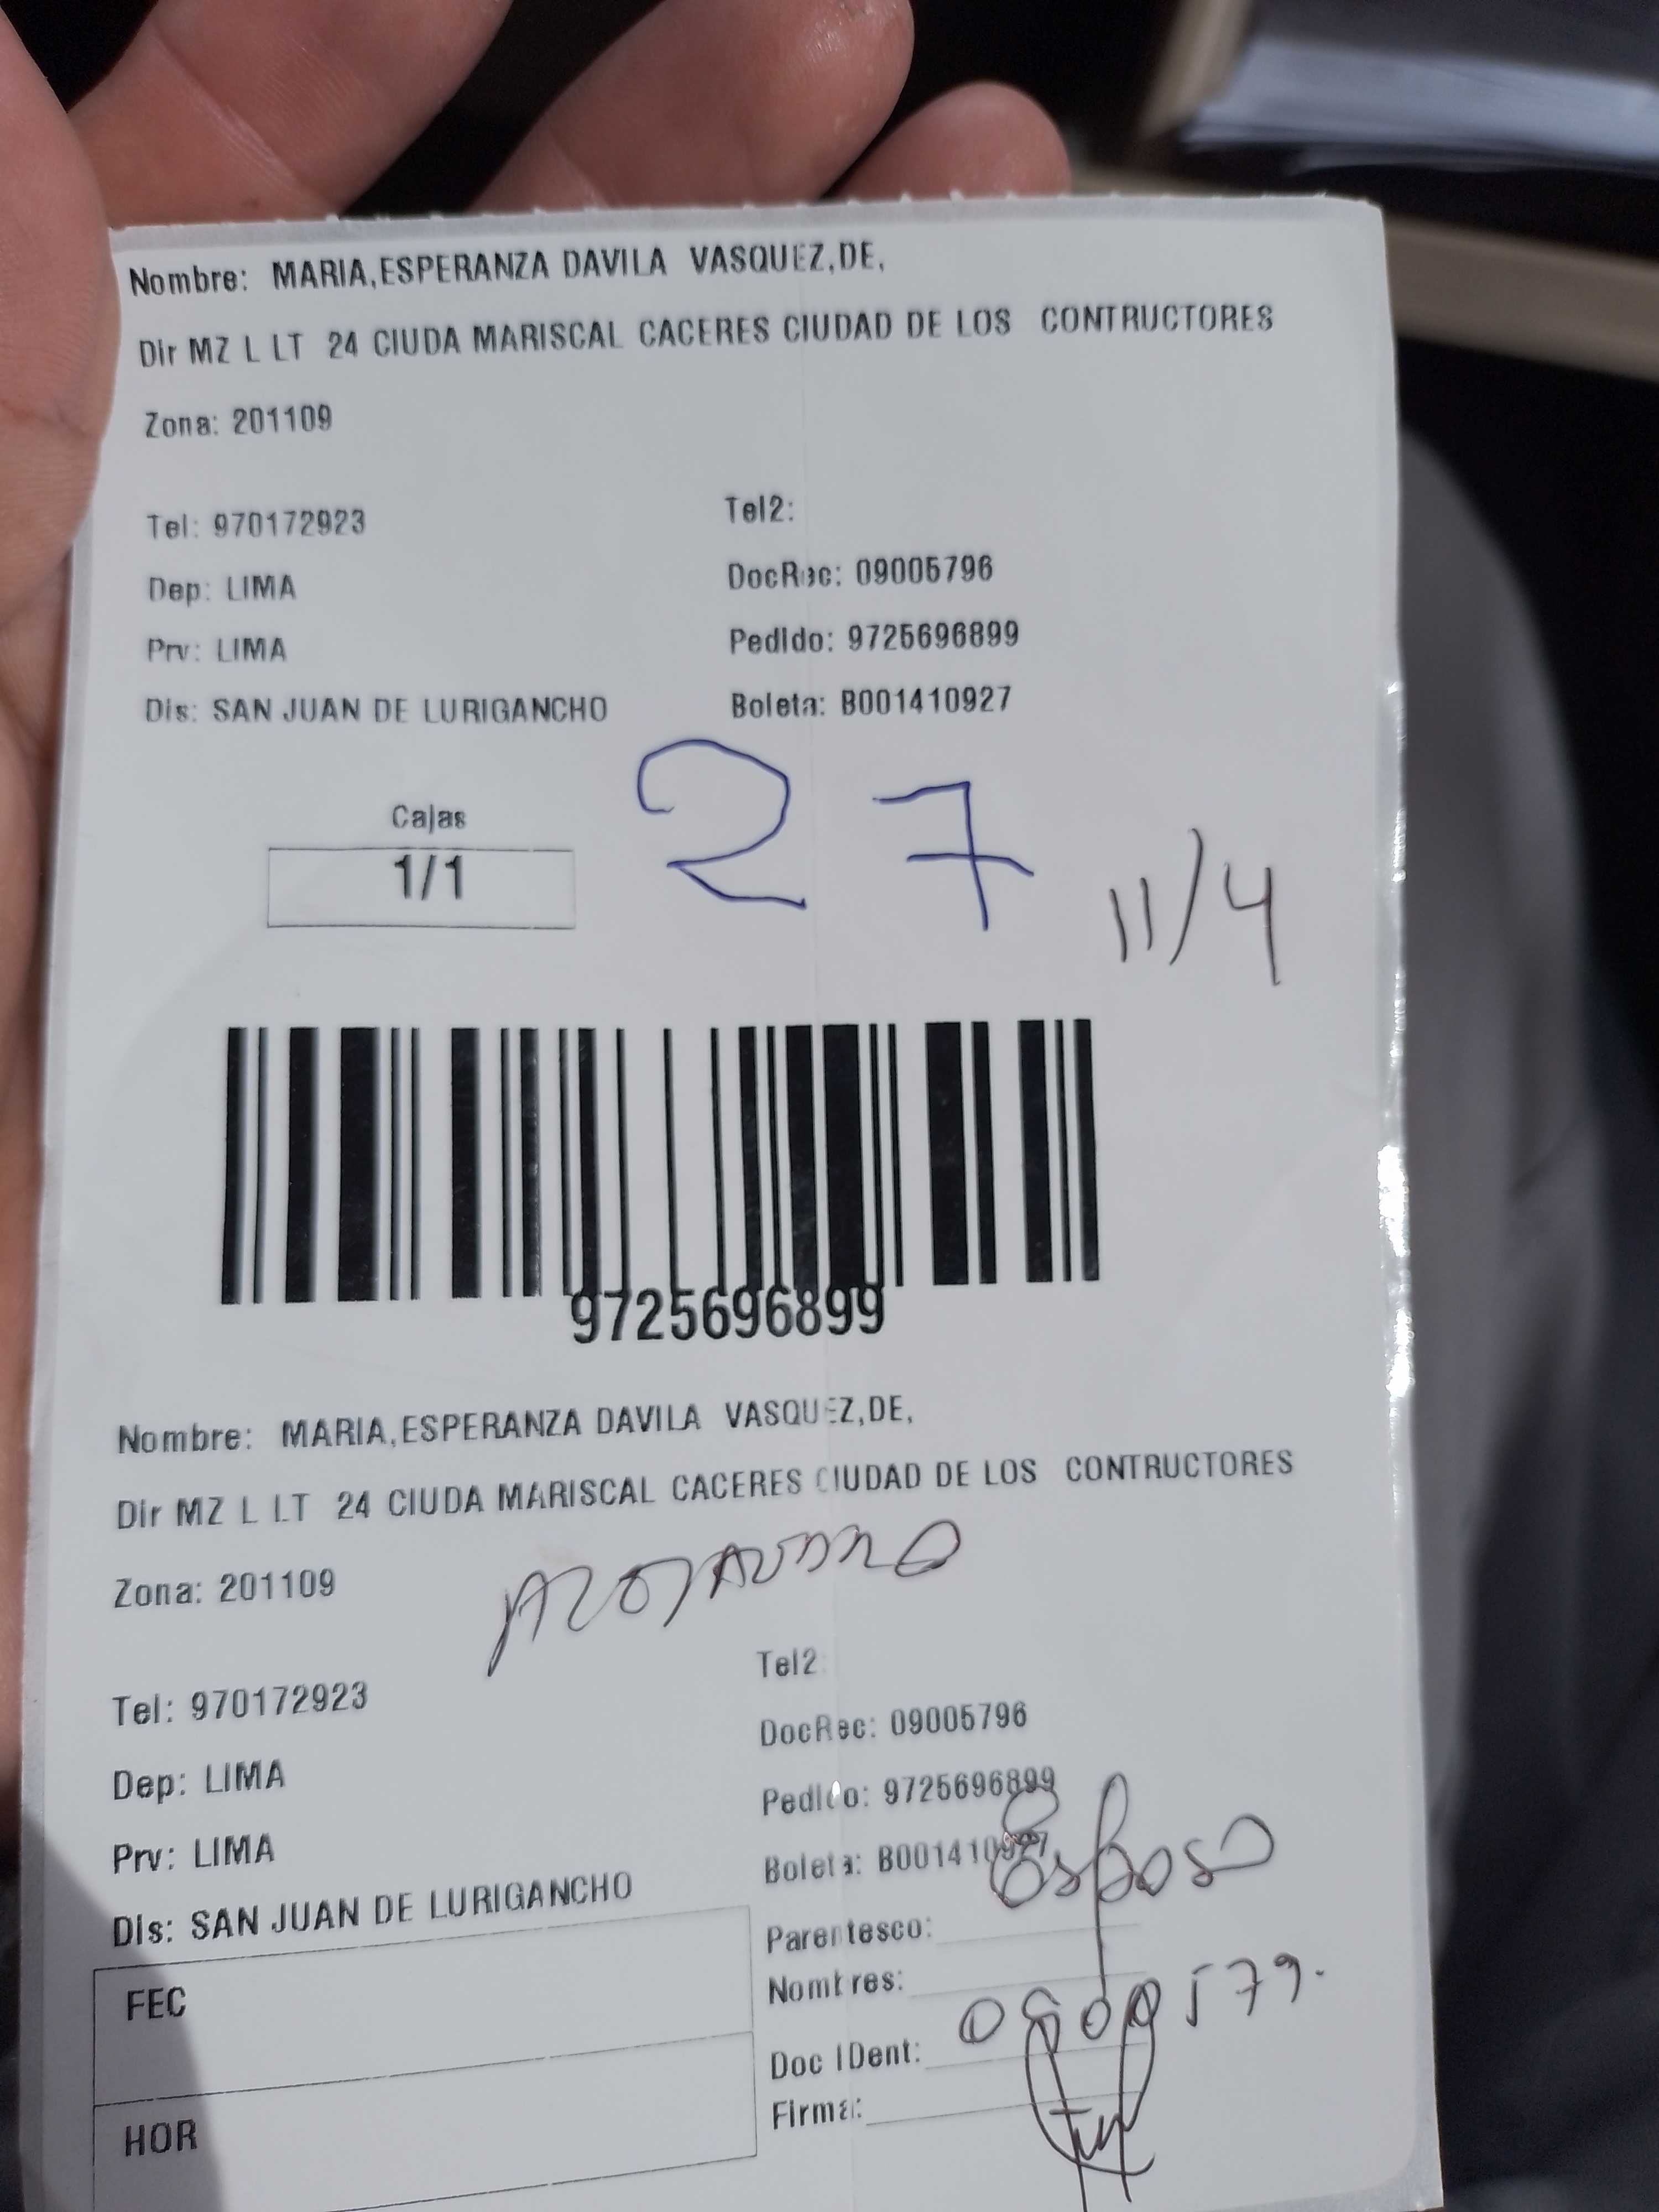 Nombre: MARIA,ESPERANZA DAVILA VASQUEZ,DE,
Dir MZ L LT 24 CIUDA MARISCAL CACERES CIUDAD DE LOS CONTRUCTORES
Zona: 201109
Tel: 970172923 Tel2:
Dep: LIMA DocRec: 09005796
Prv: LIMA Pedido: 9725696899
Dis: SAN JUAN DE LURIGANCHO Boleta: B001410927
Cajas
1/1
27
11/4
9725696899
Nombre: MARIA,ESPERANZA DAVILA VASQUEZ,DE,
Dir MZ L LT 24 CIUDA MARISCAL CACERES CIUDAD DE LOS CONTRUCTORES
Zona: 201109
Tel: 970172923 Tel2:
Dep: LIMA DocRec: 09005796
Prv: LIMA Pedido: 9725696899
Dis: SAN JUAN DE LURIGANCHO Boleta: B001410927
Parentesco: Esposo
FEC Nombres:
Doc IDent:
HOR Firma: